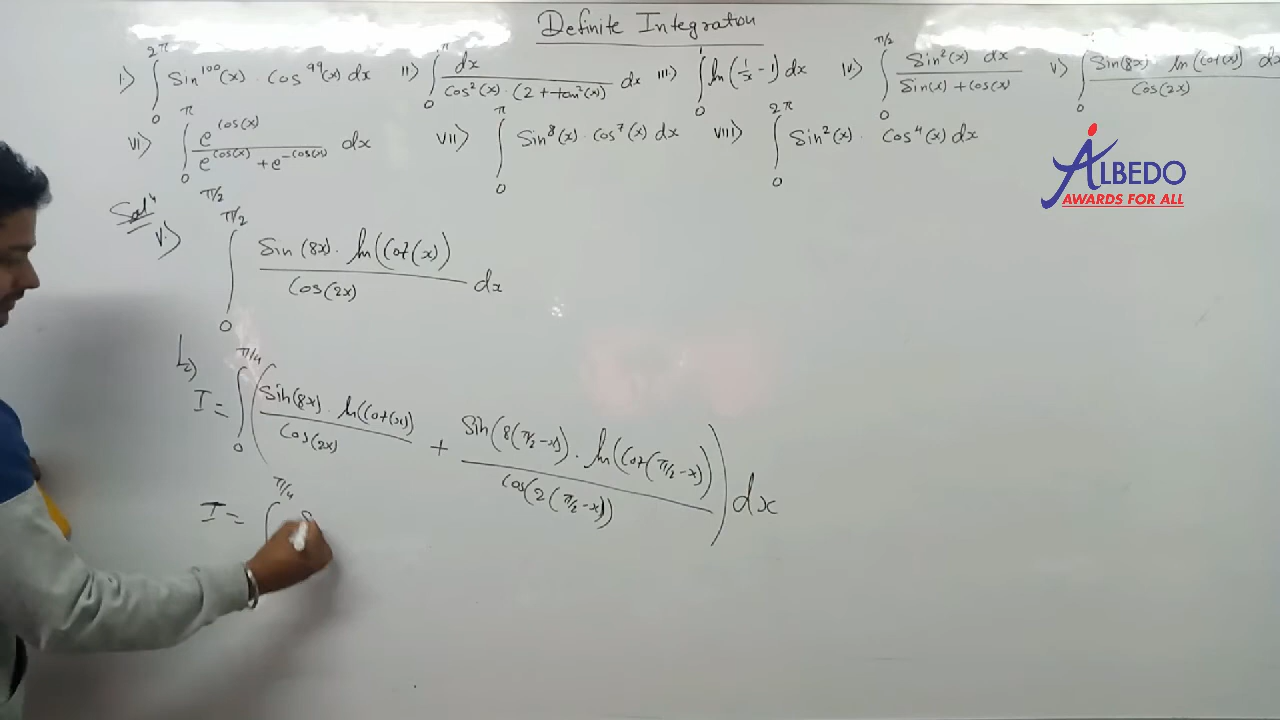 Definite Integration
I) ∫₀^{2π} Sin¹⁰⁰(x) · Cos⁹⁹(x) dx II) ∫₀^{π} dx / (Cos²(x) · (2 + tan²(x))) dx III) ∫₀^{1} ln(1/x - 1) dx IV) ∫₀^{π/2} Sin²(x) dx / (Sin(x) + Cos(x)) V) ∫₀ Sin(8x) · ln(Cot(x)) dx / Cos(2x)
VI) ∫₀^{π} e^{Cos(x)} / (e^{Cos(x)} + e^{-Cos(x)}) dx VII) ∫₀^{π} Sin⁸(x) · Cos⁷(x) dx VIII) ∫₀^{2π} Sin²(x) · Cos⁴(x) dx
ALBEDO
AWARDS FOR ALL
π/2
Solⁿ
V.) ∫₀^{π/2} Sin(8x) · ln(Cot(x)) / Cos(2x) dx
I = ∫₀^{π/4} (Sin(8x) · ln(Cot(x)) / Cos(2x) + Sin(8(π/2-x)) · ln(Cot(π/2-x)) / Cos(2(π/2-x))) dx
I = ∫^{π/4} S